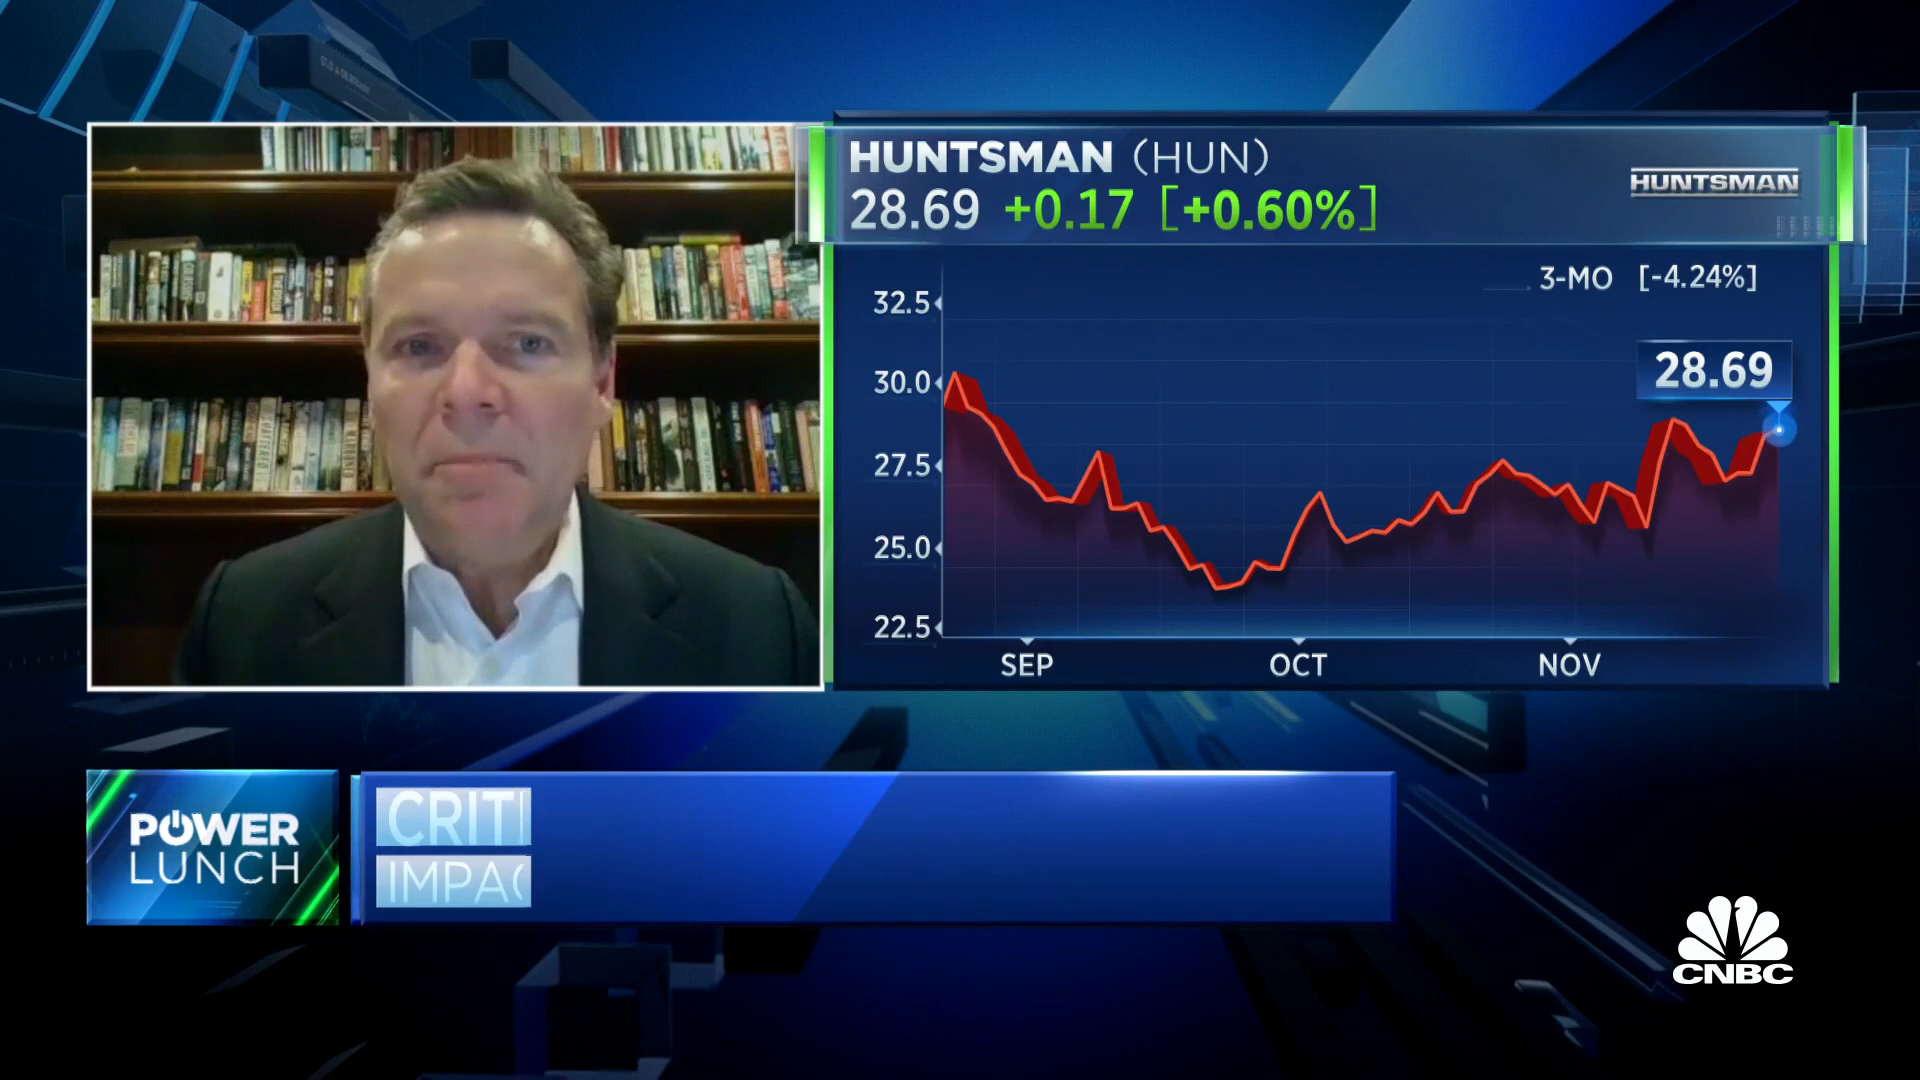 HUNTSMAN (HUN)
28.69 +0.17 [+0.60%]
HUNTSMAN
3-MO [-4.24%]
32.5
30.0
27.5
25.0
22.5
28.69
SEP OCT NOV
POWER
LUNCH
CRITI
IMPAC
CNBC